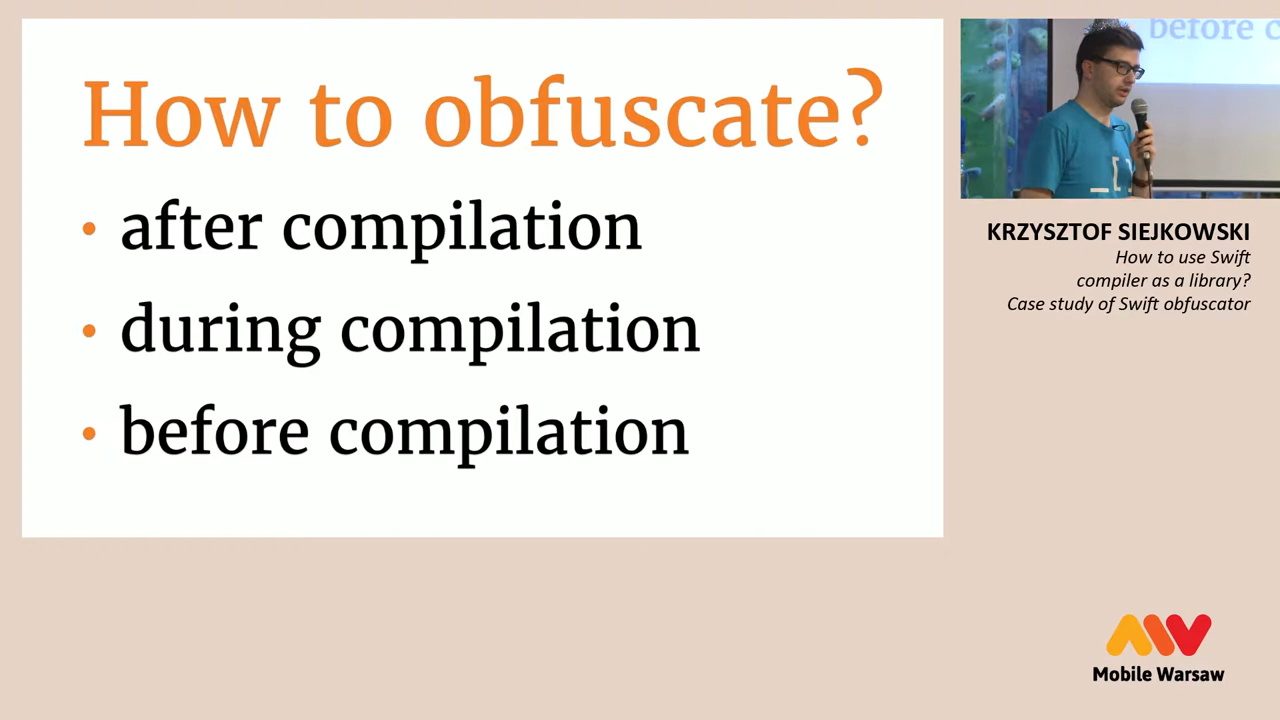 How to obfuscate?
• after compilation
• during compilation
• before compilation
before c
KRZYSZTOF SIEJKOWSKI
How to use Swift
compiler as a library?
Case study of Swift obfuscator
Mobile Warsaw